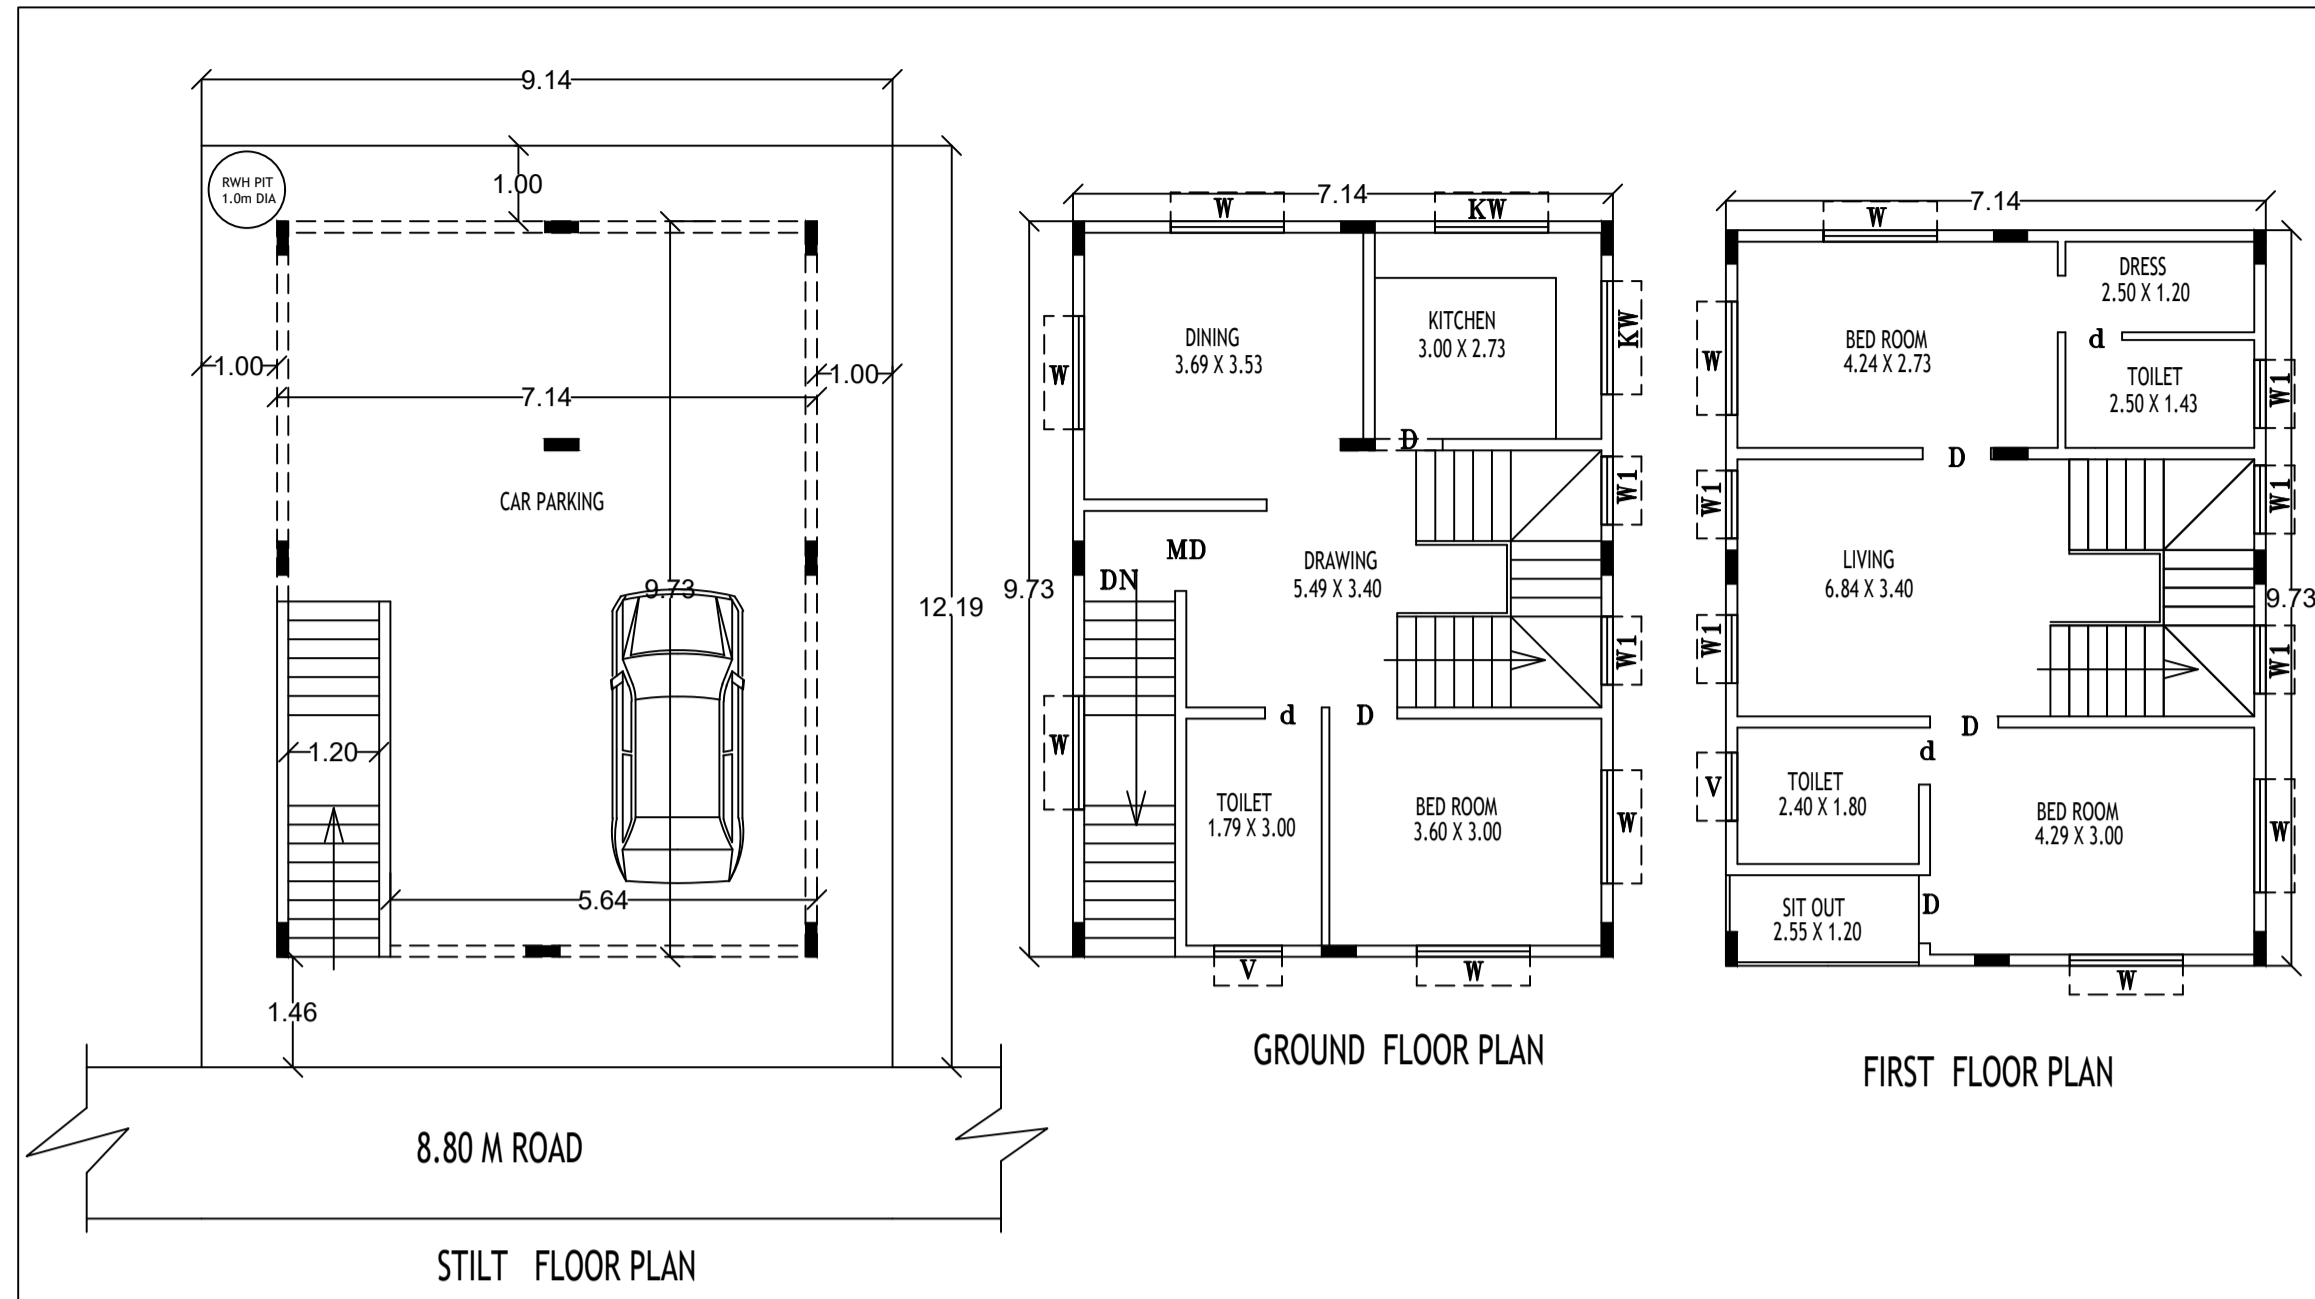 9.14
RWH PIT
1.0m DIA
1.00
1.00
1.00
7.14
CAR PARKING
9.73
12.19
1.20
5.64
1.46
8.80 M ROAD
STILT FLOOR PLAN
7.14
W
KW
DINING
3.69 X 3.53
KITCHEN
3.00 X 2.73
KW
W
D
W1
MD
DN
DRAWING
5.49 X 3.40
9.73
W1
d
D
W
TOILET
1.79 X 3.00
BED ROOM
3.60 X 3.00
W
V
W
GROUND FLOOR PLAN
7.14
W
DRESS
2.50 X 1.20
BED ROOM
4.24 X 2.73
d
W
TOILET
2.50 X 1.43
W1
D
W1
W1
LIVING
6.84 X 3.40
9.73
W1
W1
D
d
V
TOILET
2.40 X 1.80
BED ROOM
4.29 X 3.00
W
SIT OUT
2.55 X 1.20
D
W
FIRST FLOOR PLAN